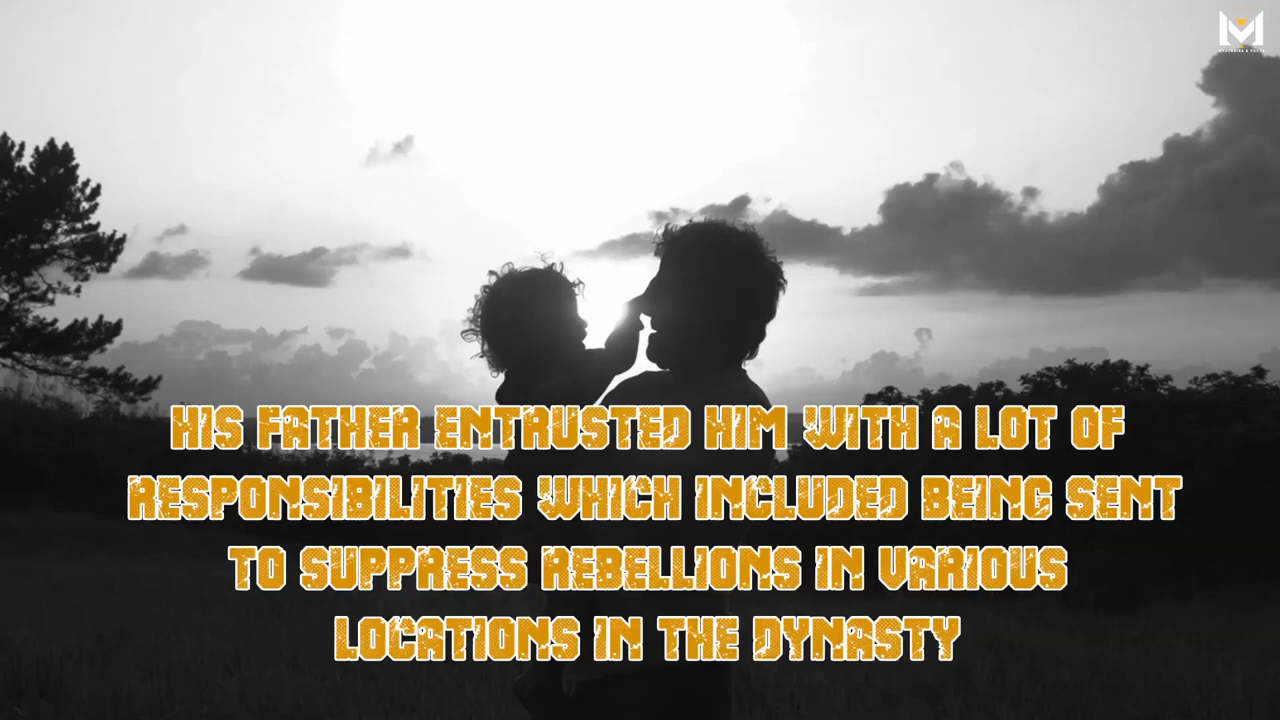 HIS FATHER ENTRUSTED HIM WITH A LOT OF
RESPONSIBILITIES WHICH INCLUDED BEING SENT
TO SUPPRESS REBELLIONS IN VARIOUS
LOCATIONS IN THE DYNASTY